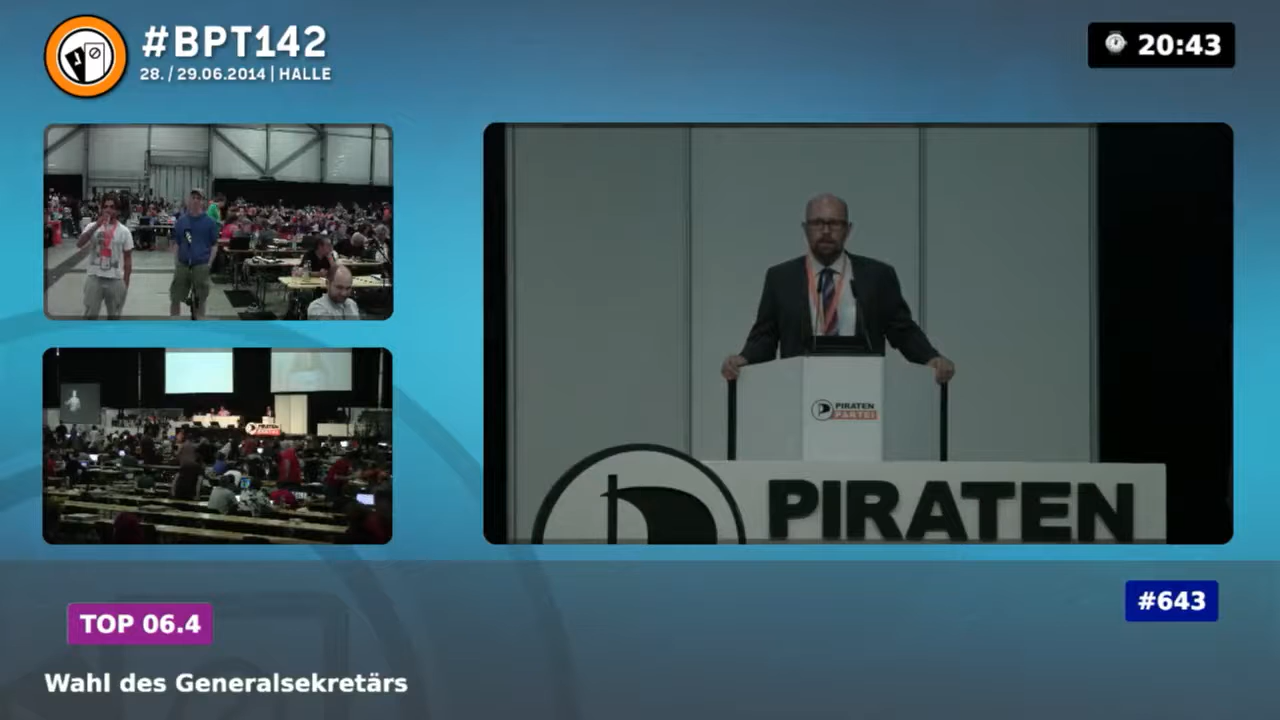 #BPT142
28. / 29.06.2014 | HALLE
20:43
PIRATEN
PARTEI
PIRATEN
TOP 06.4
#643
Wahl des Generalsekretärs